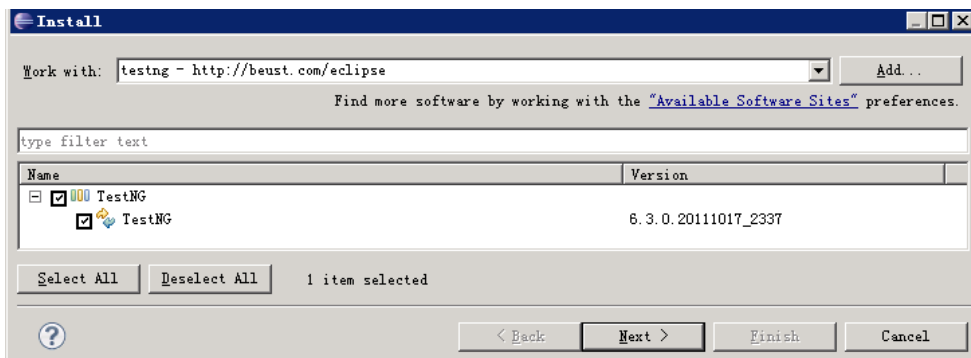 Install
Work with: testng - http://beust.com/eclipse Add...
Find more software by working with the "Available Software Sites" preferences.
type filter text
Name Version
TestNG
TestNG 6.3.0.20111017_2337
Select All Deselect All 1 item selected
? < Back Next > Finish Cancel